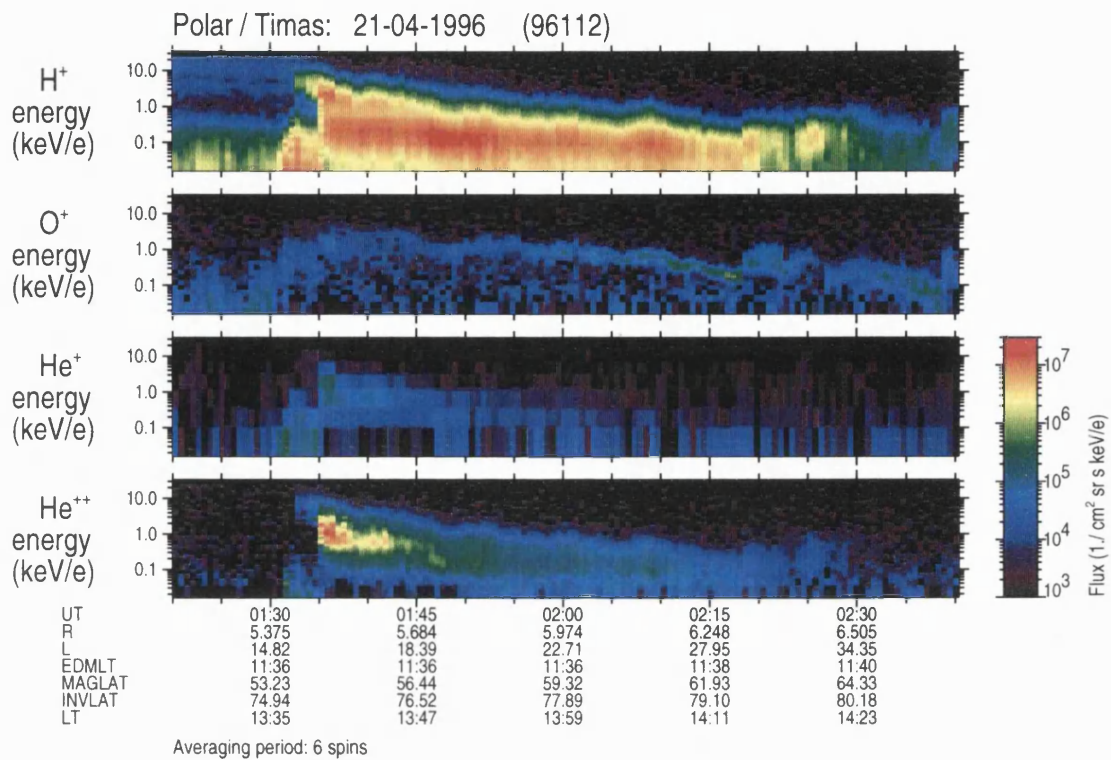 Polar / Timas: 21-04-1996 (96112)
H+
energy
(keV/e)
10.0
1.0
0.1
O+
energy
(keV/e)
10.0
1.0
0.1
He+
energy
(keV/e)
10.0
1.0
0.1
He++
energy
(keV/e)
10.0
1.0
0.1
10^7
10^6
10^5
10^4
10^3
Flux (1./ cm² sr s keV/e)
UT 01:30 01:45 02:00 02:15 02:30
R 5.375 5.684 5.974 6.248 6.505
L 14.82 18.39 22.71 27.95 34.35
EDMLT 11:36 11:36 11:36 11:38 11:40
MAGLAT 53.23 56.44 59.32 61.93 64.33
INVLAT 74.94 76.52 77.89 79.10 80.18
LT 13:35 13:47 13:59 14:11 14:23
Averaging period: 6 spins